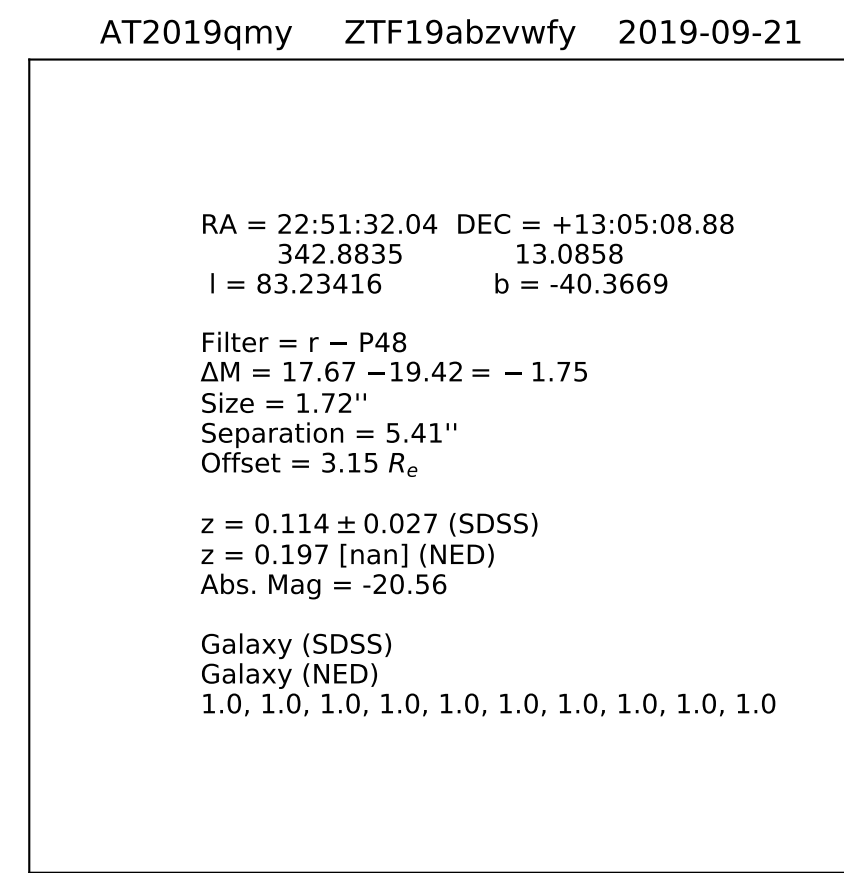 AT2019qmy ZTF19abzvwfy 2019-09-21
RA = 22:51:32.04 DEC = +13:05:08.88
342.8835 13.0858
l = 83.23416 b = -40.3669
Filter = r − P48
ΔM = 17.67 −19.42 = − 1.75
Size = 1.72''
Separation = 5.41''
Offset = 3.15 Re
z = 0.114 ± 0.027 (SDSS)
z = 0.197 [nan] (NED)
Abs. Mag = -20.56
Galaxy (SDSS)
Galaxy (NED)
1.0, 1.0, 1.0, 1.0, 1.0, 1.0, 1.0, 1.0, 1.0, 1.0